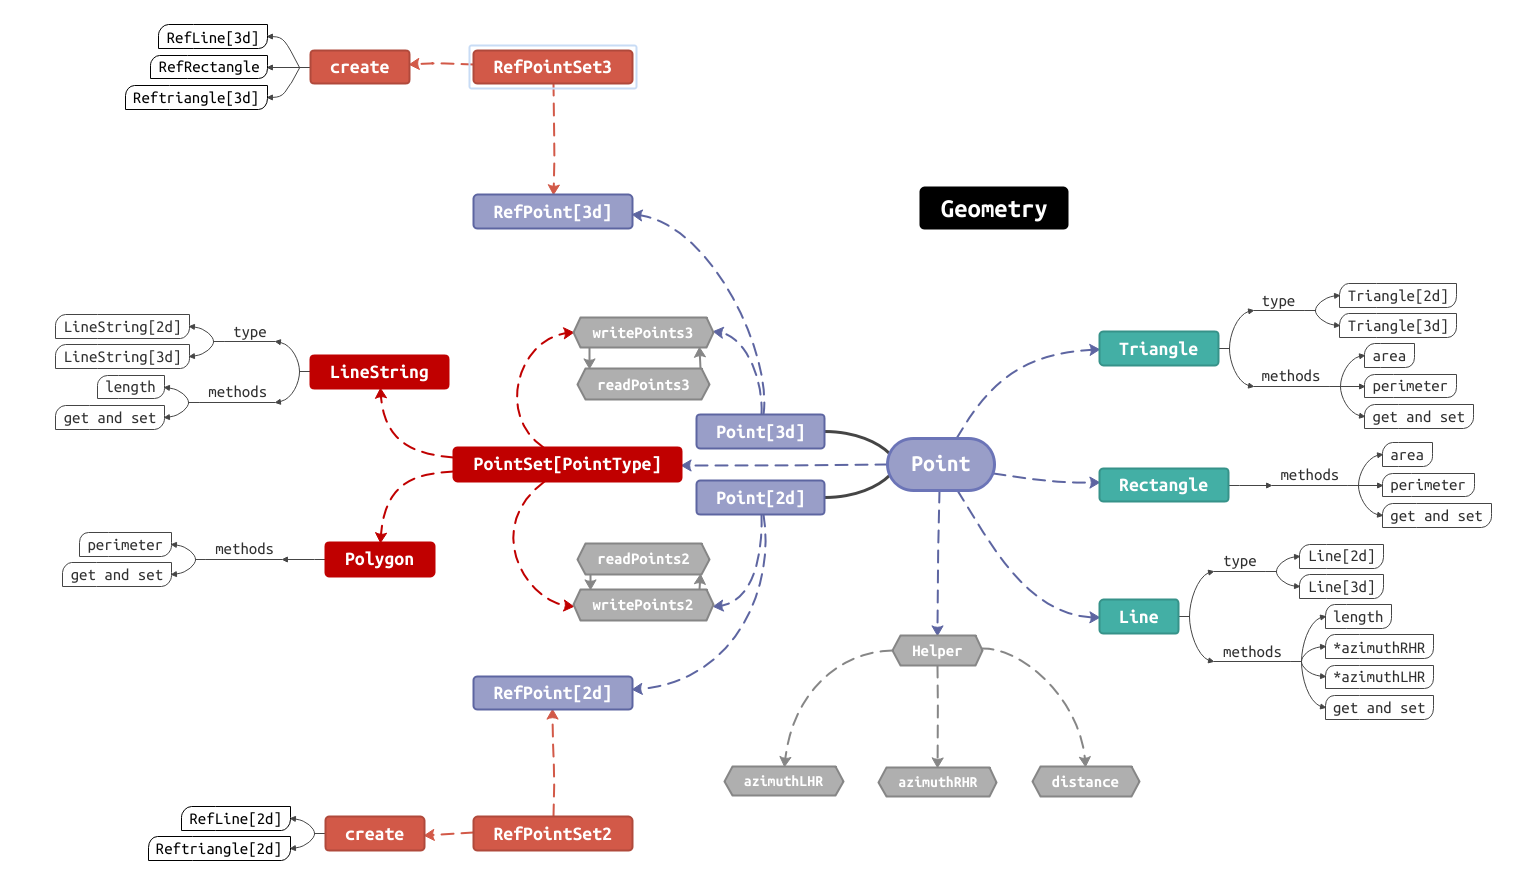 RefLine[3d]
RefRectangle
Reftriangle[3d]
create
RefPointSet3
RefPoint[3d]
Geometry
LineString[2d]
LineString[3d]
type
length
get and set
methods
LineString
writePoints3
readPoints3
Point[3d]
PointSet[PointType]
Point[2d]
Point
perimeter
get and set
methods
Polygon
readPoints2
writePoints2
RefPoint[2d]
RefLine[2d]
Reftriangle[2d]
create
RefPointSet2
Triangle
type
Triangle[2d]
Triangle[3d]
methods
area
perimeter
get and set
Rectangle
methods
area
perimeter
get and set
Line
type
Line[2d]
Line[3d]
methods
length
*azimuthRHR
*azimuthLHR
get and set
Helper
azimuthLHR
azimuthRHR
distance